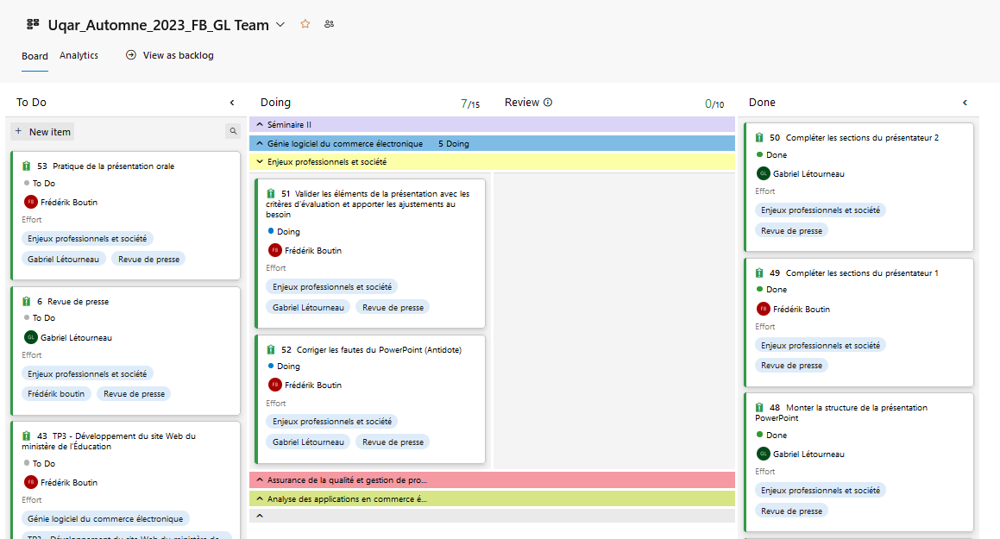 Uqar_Automne_2023_FB_GL Team
Board
Analytics
View as backlog
To Do
New item
53 Pratique de la présentation orale
To Do
FB Frédérik Boutin
Effort
Enjeux professionnels et société
Gabriel Létourneau
Revue de presse
6 Revue de presse
To Do
GL Gabriel Létourneau
Effort
Enjeux professionnels et société
Frédérik boutin
Revue de presse
43 TP3 - Développement du site Web du
ministère de l'Éducation
To Do
FB Frédérik Boutin
Effort
Génie logiciel du commerce électronique
TP3 - Développement du site Web du ministère de...
Doing
7/15
Review
0/10
Séminaire II
Génie logiciel du commerce électronique 5 Doing
Enjeux professionnels et société
51 Valider les éléments de la présentation avec les
critères d'évaluation et apporter les ajustements au
besoin
Doing
FB Frédérik Boutin
Effort
Enjeux professionnels et société
Gabriel Létourneau
Revue de presse
52 Corriger les fautes du PowerPoint (Antidote)
Doing
FB Frédérik Boutin
Effort
Enjeux professionnels et société
Gabriel Létourneau
Revue de presse
Assurance de la qualité et gestion de pro...
Analyse des applications en commerce é...
Done
50 Compléter les sections du présentateur 2
Done
GL Gabriel Létourneau
Effort
Enjeux professionnels et société
Revue de presse
49 Compléter les sections du présentateur 1
Done
FB Frédérik Boutin
Effort
Enjeux professionnels et société
Revue de presse
48 Monter la structure de la présentation
PowerPoint
Done
GL Gabriel Létourneau
Effort
Enjeux professionnels et société
Revue de presse